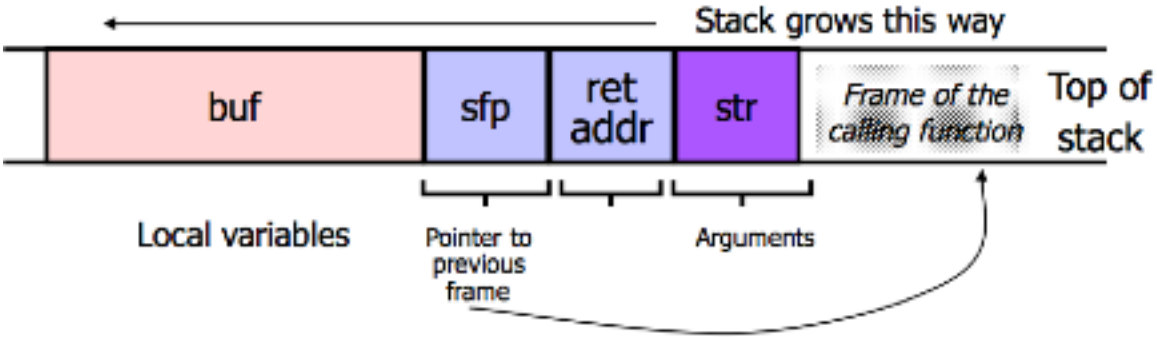 Stack grows this way
buf
sfp
ret
addr
str
Frame of the
calling function
Top of
stack
Local variables
Pointer to
previous
frame
Arguments